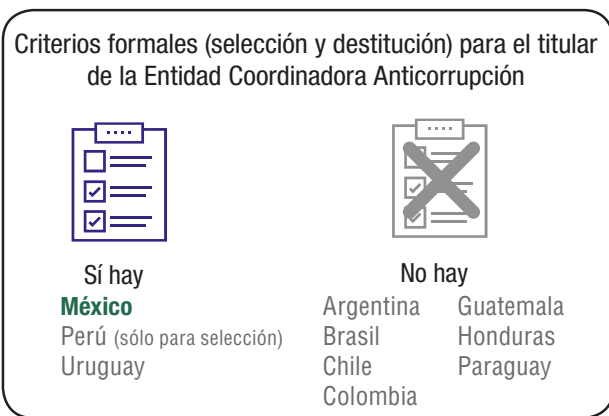 Criterios formales (selección y destitución) para el titular
de la Entidad Coordinadora Anticorrupción
Sí hay
México
Perú (sólo para selección)
Uruguay
No hay
Argentina
Brasil
Chile
Colombia
Guatemala
Honduras
Paraguay